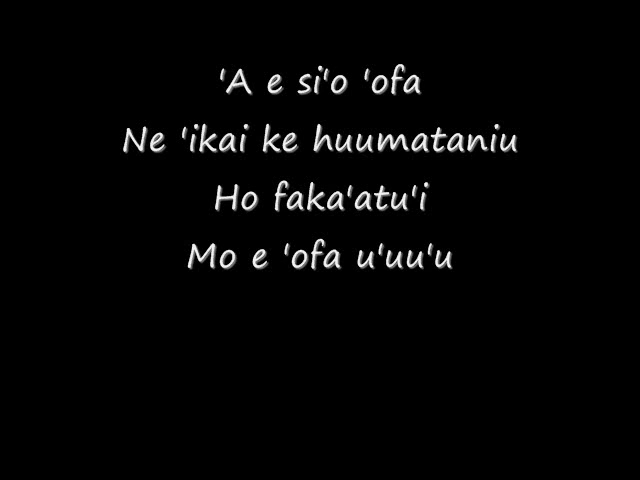 'A e si'o 'ofa
Ne 'ikai ke huumataniu
Ho faka'atu'i
Mo e 'ofa u'uu'u